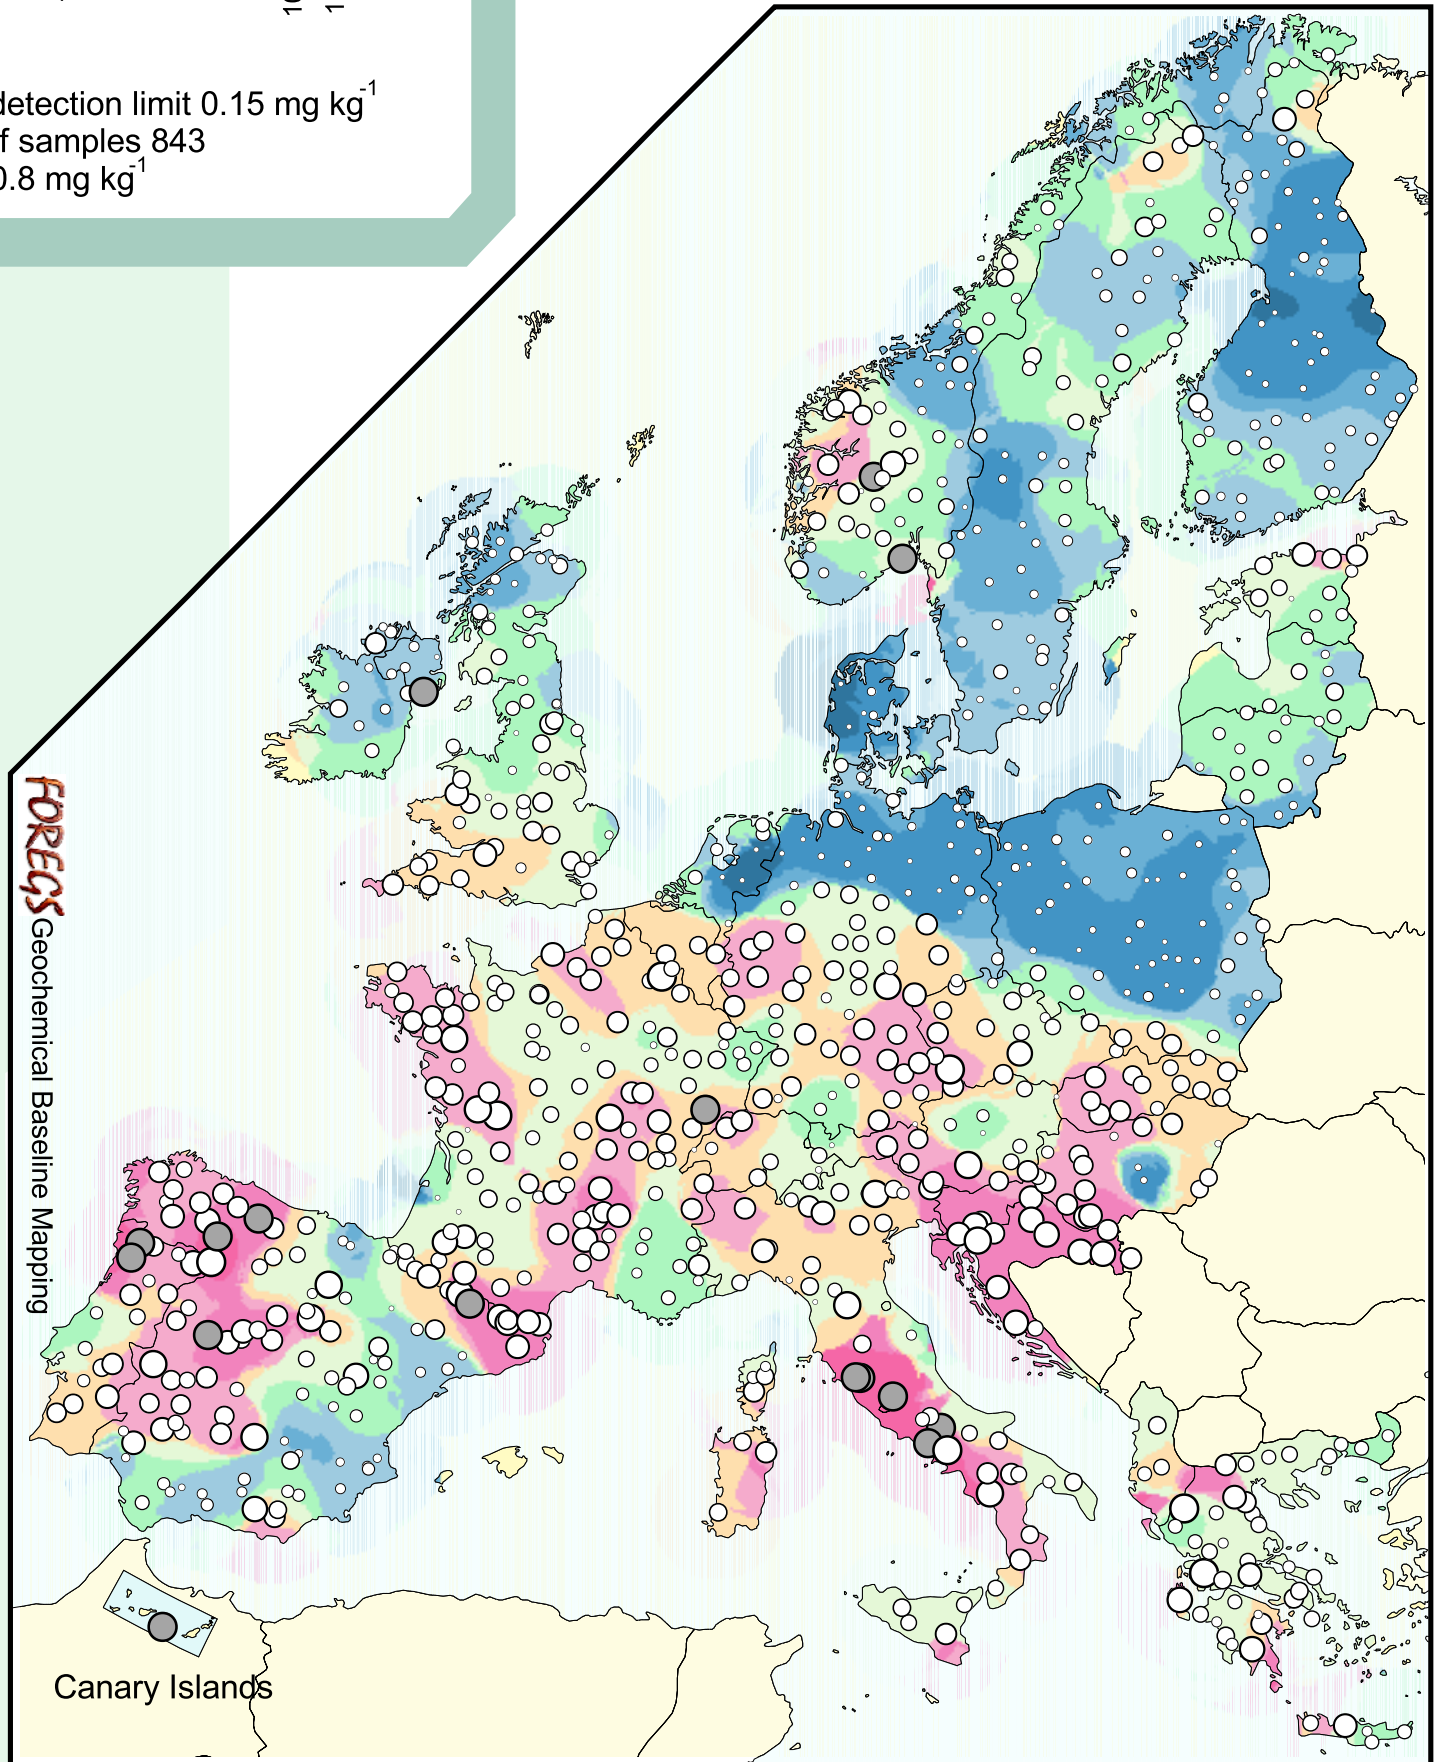 detection limit 0.15 mg kg-1
f samples 843
0.8 mg kg-1
FOREGS Geochemical Baseline Mapping
Canary Islands